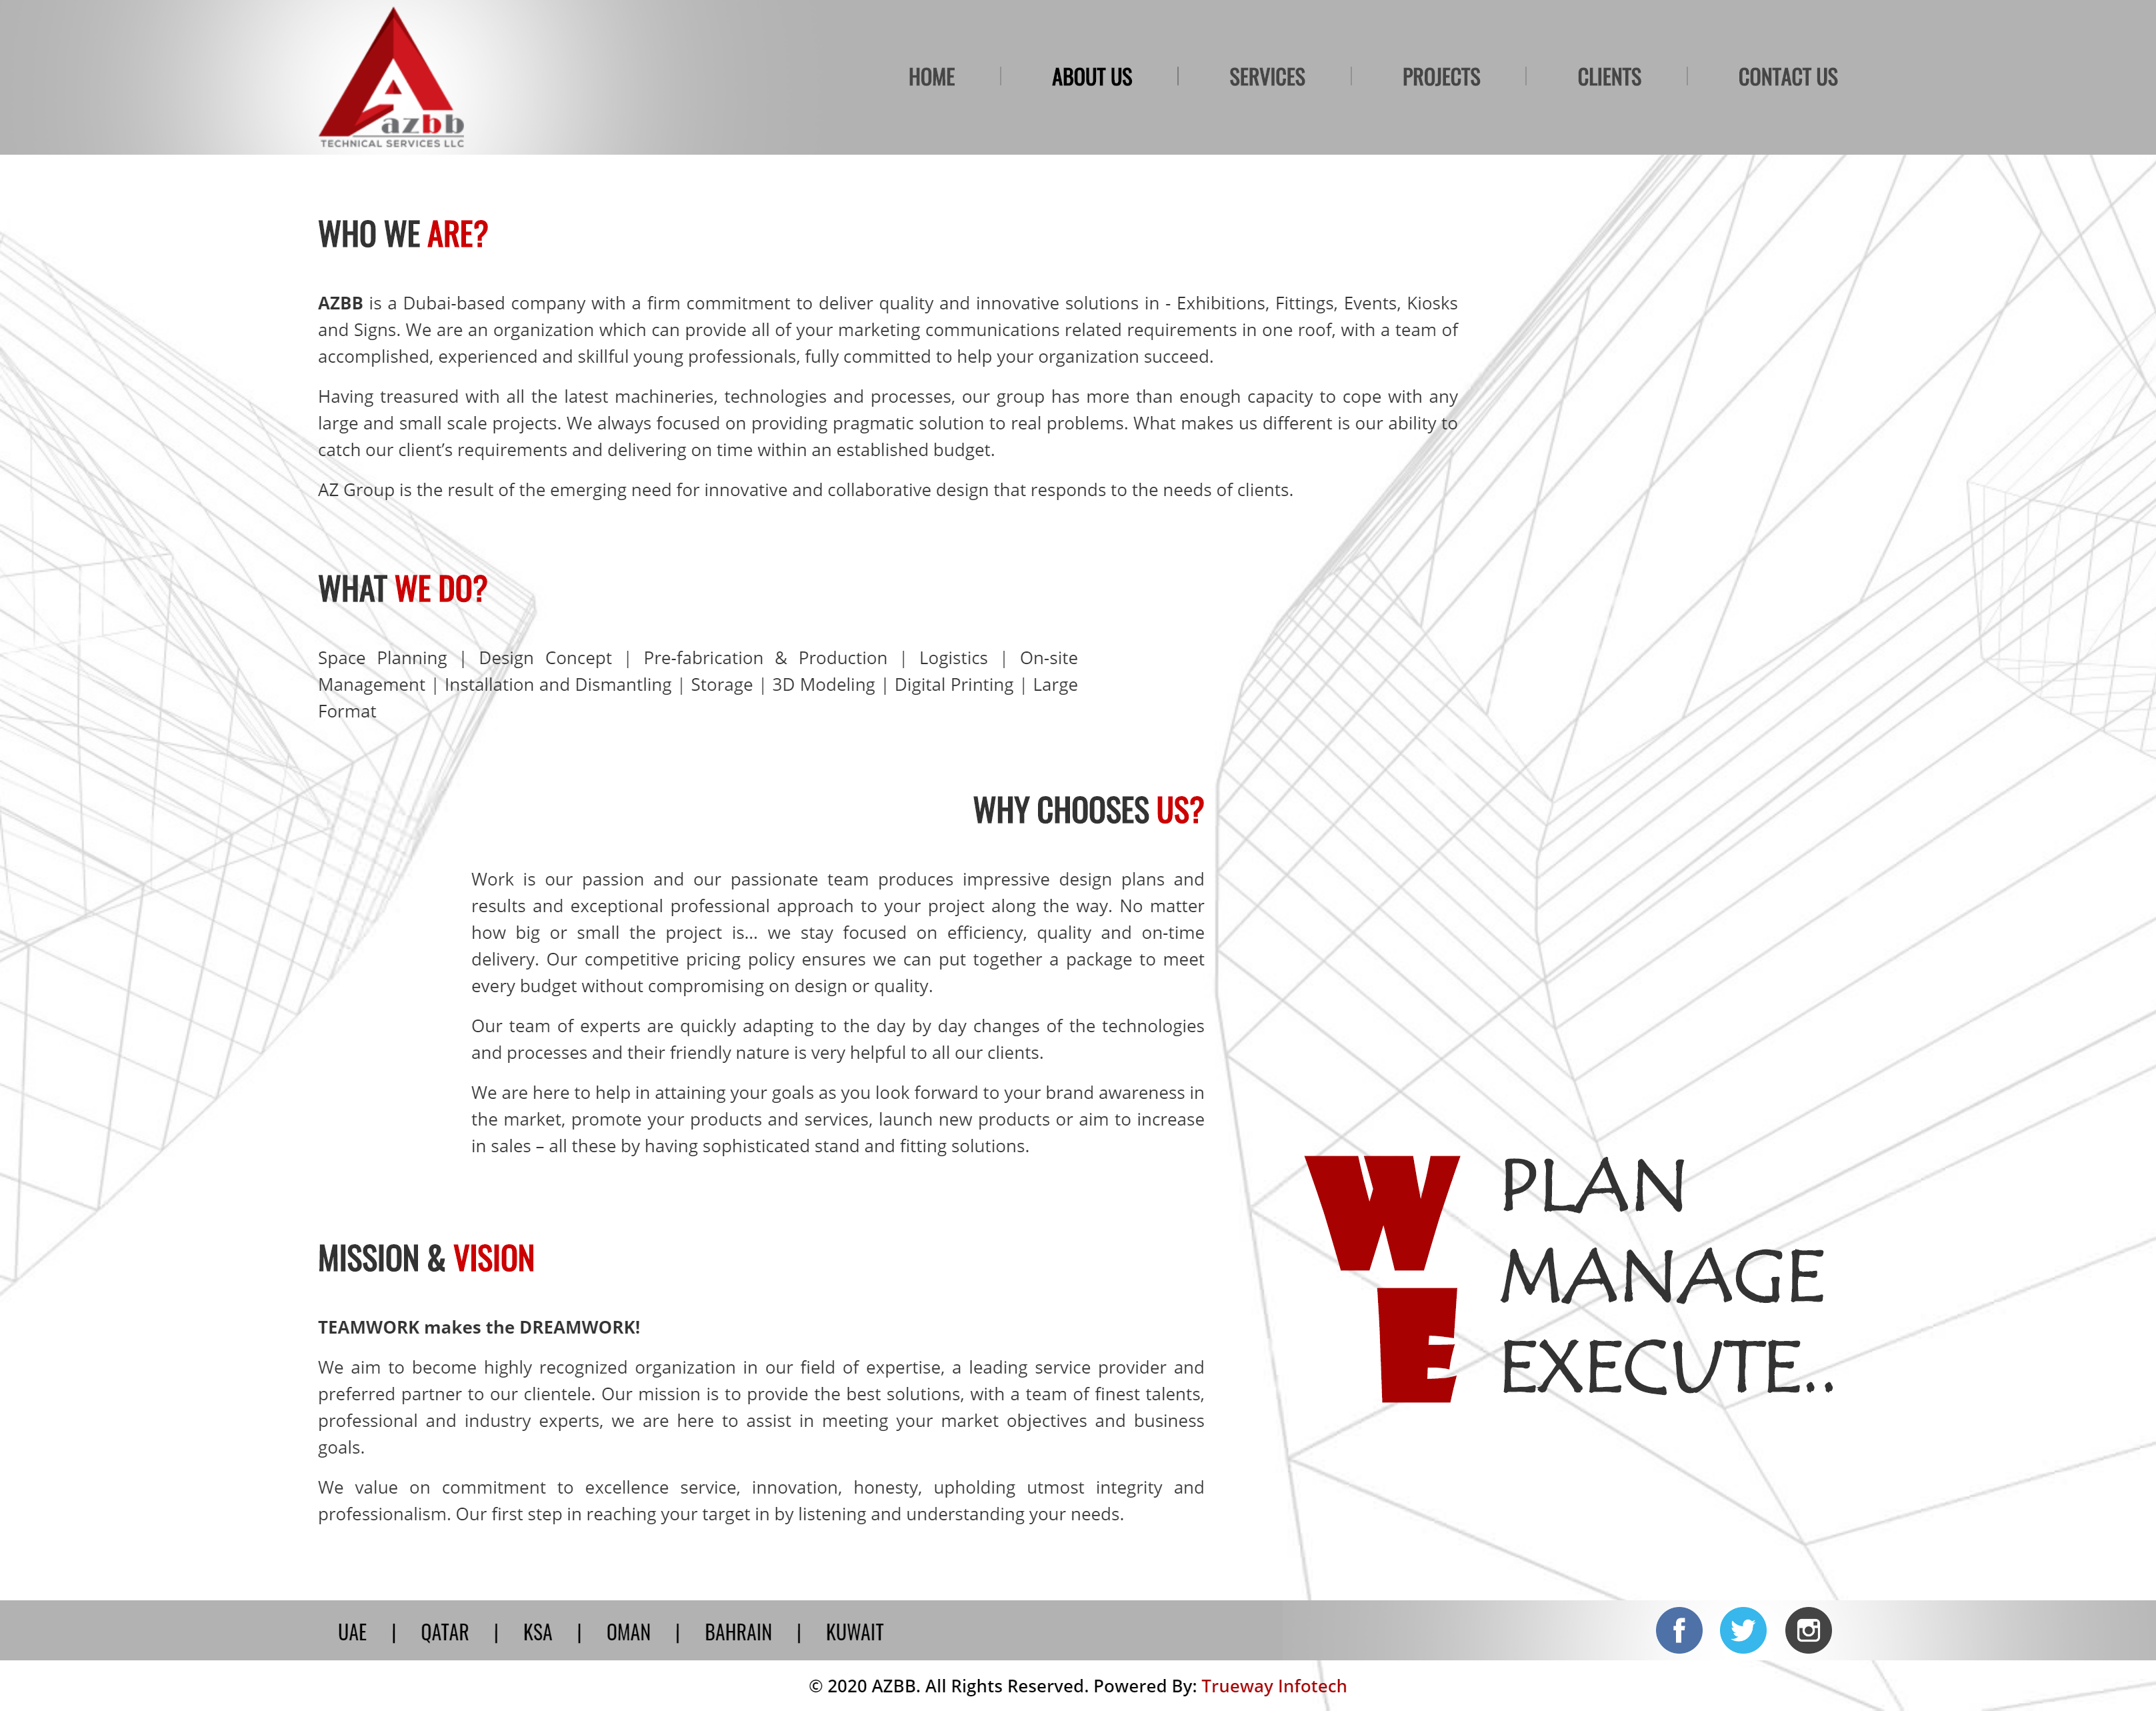 azbb
TECHNICAL SERVICES LLC
HOME
ABOUT US
SERVICES
PROJECTS
CLIENTS
CONTACT US
WHO WE ARE?
AZBB is a Dubai-based company with a firm commitment to deliver quality and innovative solutions in - Exhibitions, Fittings, Events, Kiosks
and Signs. We are an organization which can provide all of your marketing communications related requirements in one roof, with a team of
accomplished, experienced and skillful young professionals, fully committed to help your organization succeed.
Having treasured with all the latest machineries, technologies and processes, our group has more than enough capacity to cope with any
large and small scale projects. We always focused on providing pragmatic solution to real problems. What makes us different is our ability to
catch our client’s requirements and delivering on time within an established budget.
AZ Group is the result of the emerging need for innovative and collaborative design that responds to the needs of clients.
WHAT WE DO?
Space Planning | Design Concept | Pre-fabrication & Production | Logistics | On-site
Management | Installation and Dismantling | Storage | 3D Modeling | Digital Printing | Large
Format
WHY CHOOSES US?
Work is our passion and our passionate team produces impressive design plans and
results and exceptional professional approach to your project along the way. No matter
how big or small the project is... we stay focused on efficiency, quality and on-time
delivery. Our competitive pricing policy ensures we can put together a package to meet
every budget without compromising on design or quality.
Our team of experts are quickly adapting to the day by day changes of the technologies
and processes and their friendly nature is very helpful to all our clients.
We are here to help in attaining your goals as you look forward to your brand awareness in
the market, promote your products and services, launch new products or aim to increase
in sales – all these by having sophisticated stand and fitting solutions.
WE
PLAN
MANAGE
EXECUTE..
MISSION & VISION
TEAMWORK makes the DREAMWORK!
We aim to become highly recognized organization in our field of expertise, a leading service provider and
preferred partner to our clientele. Our mission is to provide the best solutions, with a team of finest talents,
professional and industry experts, we are here to assist in meeting your market objectives and business
goals.
We value on commitment to excellence service, innovation, honesty, upholding utmost integrity and
professionalism. Our first step in reaching your target in by listening and understanding your needs.
UAE | QATAR | KSA | OMAN | BAHRAIN | KUWAIT
© 2020 AZBB. All Rights Reserved. Powered By: Trueway Infotech